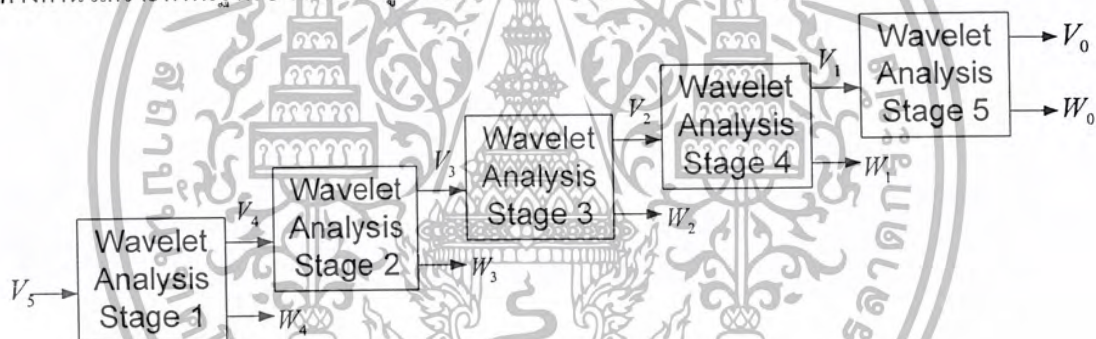 Wavelet
Analysis
Stage 5
V₀
W₀
V₁
Wavelet
Analysis
Stage 4
W₁
V₂
Wavelet
Analysis
Stage 3
W₂
V₃
Wavelet
Analysis
Stage 2
W₃
V₄
V₅
Wavelet
Analysis
Stage 1
W₄